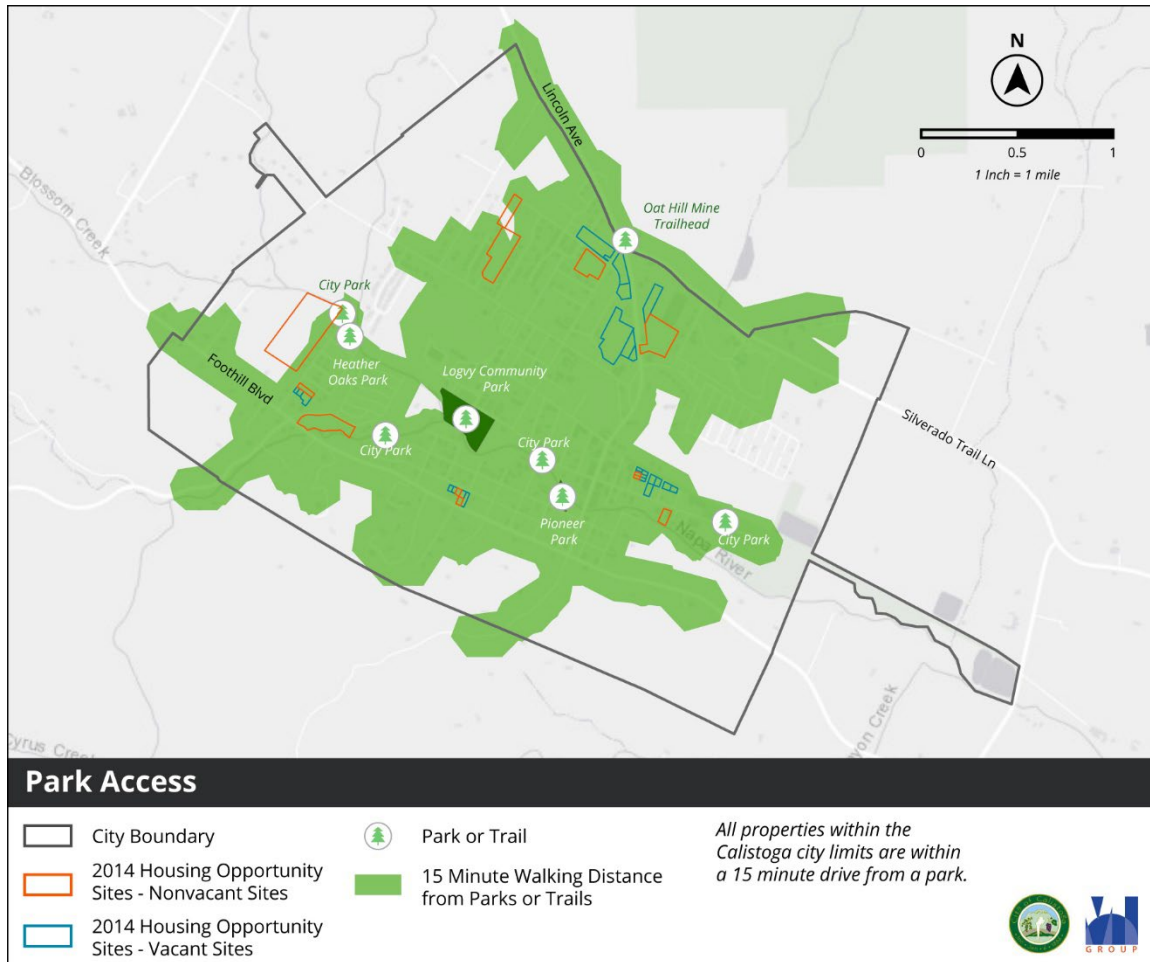 N
0 0.5 1
1 Inch = 1 mile
Lincoln Ave
Oat Hill Mine
Trailhead
Blossom Creek
City Park
Heather
Oaks Park
Foothill Blvd
Logvy Community
Park
City Park
City Park
Pioneer
Park
Silverado Trail Ln
Napa River
City Park
Cyrus Creek
yon Creek
Park Access
City Boundary
2014 Housing Opportunity
Sites - Nonvacant Sites
2014 Housing Opportunity
Sites - Vacant Sites
Park or Trail
15 Minute Walking Distance
from Parks or Trails
All properties within the
Calistoga city limits are within
a 15 minute drive from a park.
GROUP